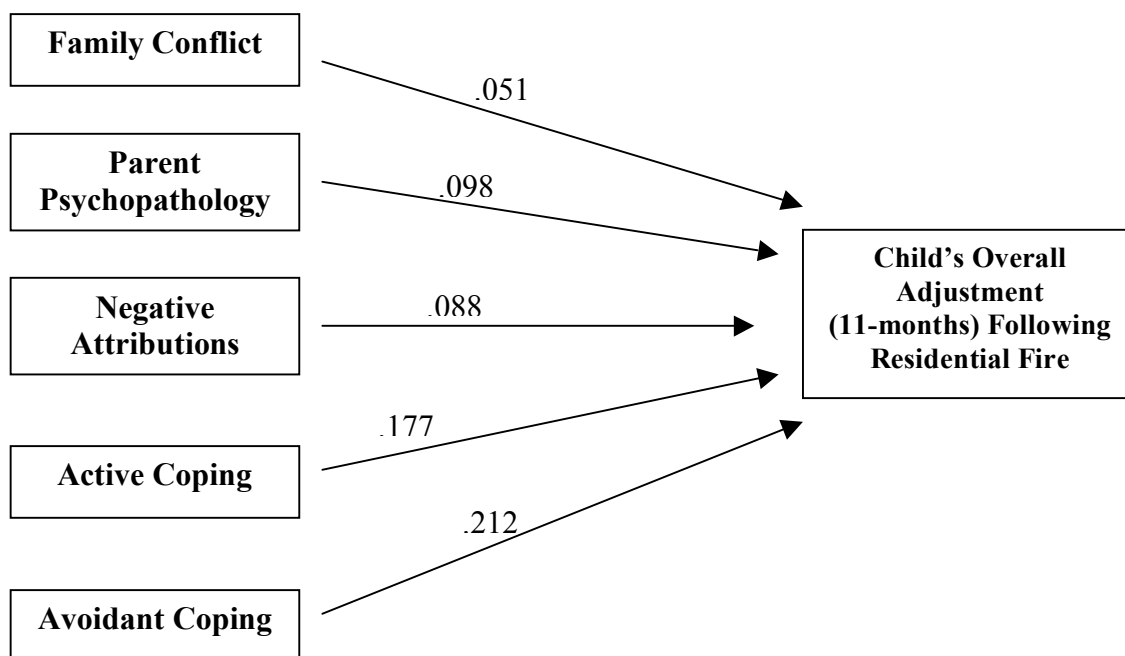 Family Conflict
.051
Parent
Psychopathology
.098
Negative
Attributions
.088
Active Coping
.177
Avoidant Coping
.212
Child’s Overall
Adjustment
(11-months) Following
Residential Fire